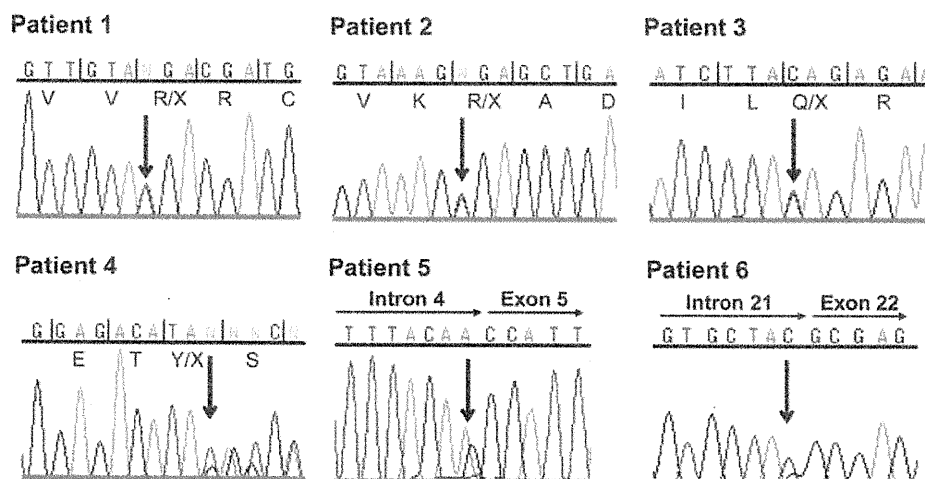 Patient 1
G T T|G T A|N G A|C G A|T G
V V R/X R C
Patient 2
G T A|A A G|N G A|G C T|G A
V K R/X A D
Patient 3
A T C|T T A|C A G|A G A|A
I L Q/X R
Patient 4
G G A G|A C A|T A N|N N C|N
E T Y/X S
Patient 5
Intron 4 Exon 5
T T T A C A A C C A T T
Patient 6
Intron 21 Exon 22
G T G C T A C G C G A G